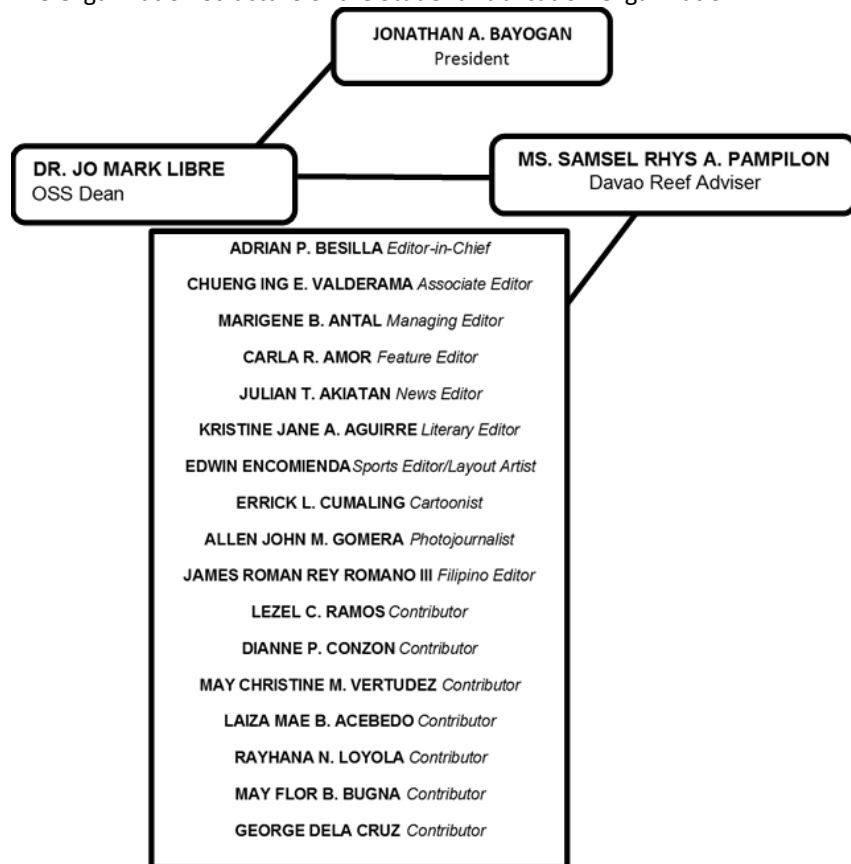 JONATHAN A. BAYOGAN
President
DR. JO MARK LIBRE
OSS Dean
MS. SAMSEL RHYS A. PAMPILON
Davao Reef Adviser
ADRIAN P. BESILLA Editor-in-Chief
CHUENG ING E. VALDERAMA Associate Editor
MARIGENE B. ANTAL Managing Editor
CARLA R. AMOR Feature Editor
JULIAN T. AKIATAN News Editor
KRISTINE JANE A. AGUIRRE Literary Editor
EDWIN ENCOMIENDA Sports Editor/Layout Artist
ERRICK L. CUMALING Cartoonist
ALLEN JOHN M. GOMERA Photojournalist
JAMES ROMAN REY ROMANO III Filipino Editor
LEZEL C. RAMOS Contributor
DIANNE P. CONZON Contributor
MAY CHRISTINE M. VERTUDEZ Contributor
LAIZA MAE B. ACEBEDO Contributor
RAYHANA N. LOYOLA Contributor
MAY FLOR B. BUGNA Contributor
GEORGE DELA CRUZ Contributor